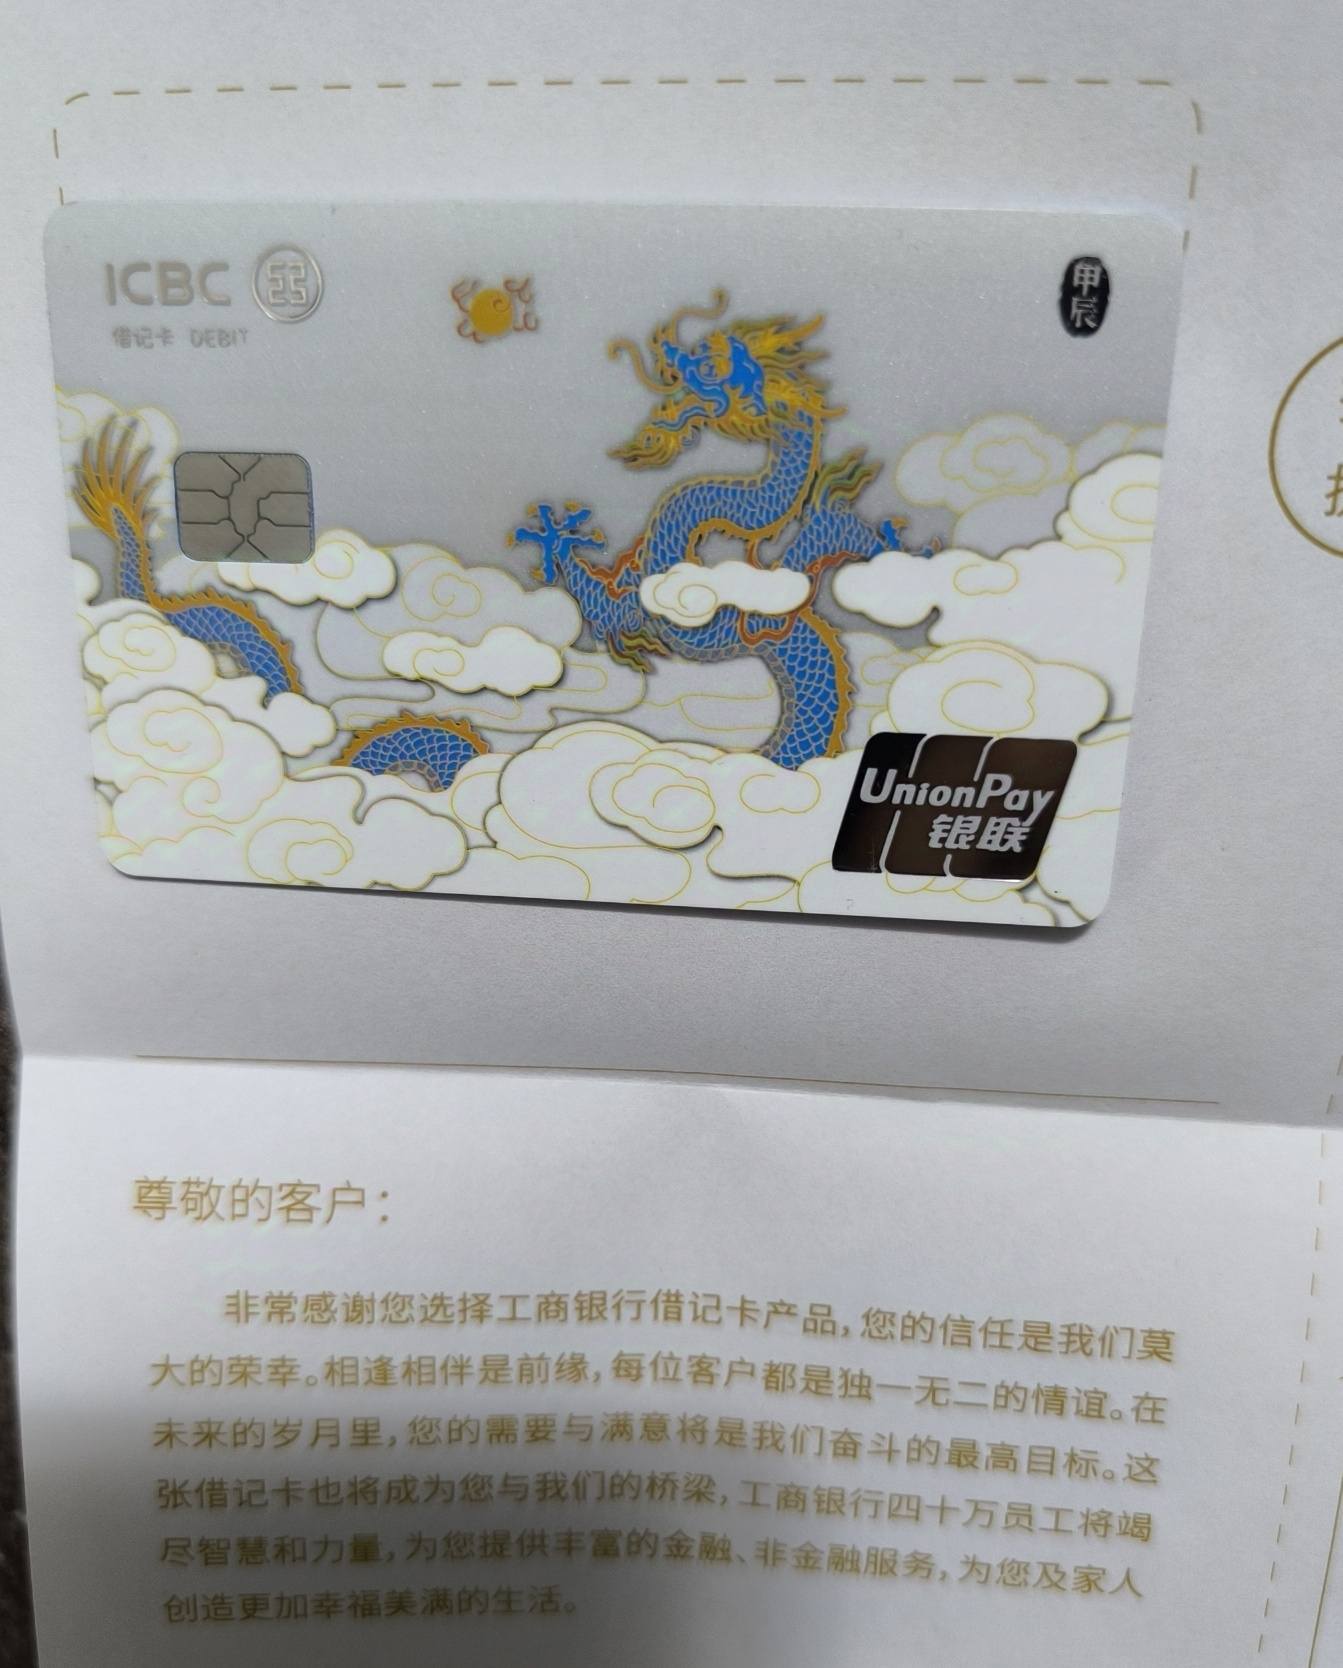 ICBC
借记卡 DEBIT
甲辰
UnionPay
银联
尊敬的客户：
非常感谢您选择工商银行借记卡产品，您的信任是我们莫
大的荣幸。相逢相伴是前缘，每位客户都是独一无二的情谊。在
未来的岁月里，您的需要与满意将是我们奋斗的最高目标。这
张借记卡也将成为您与我们的桥梁，工商银行四十万员工将竭
尽智慧和力量，为您提供丰富的金融、非金融服务，为您及家人
创造更加幸福美满的生活。